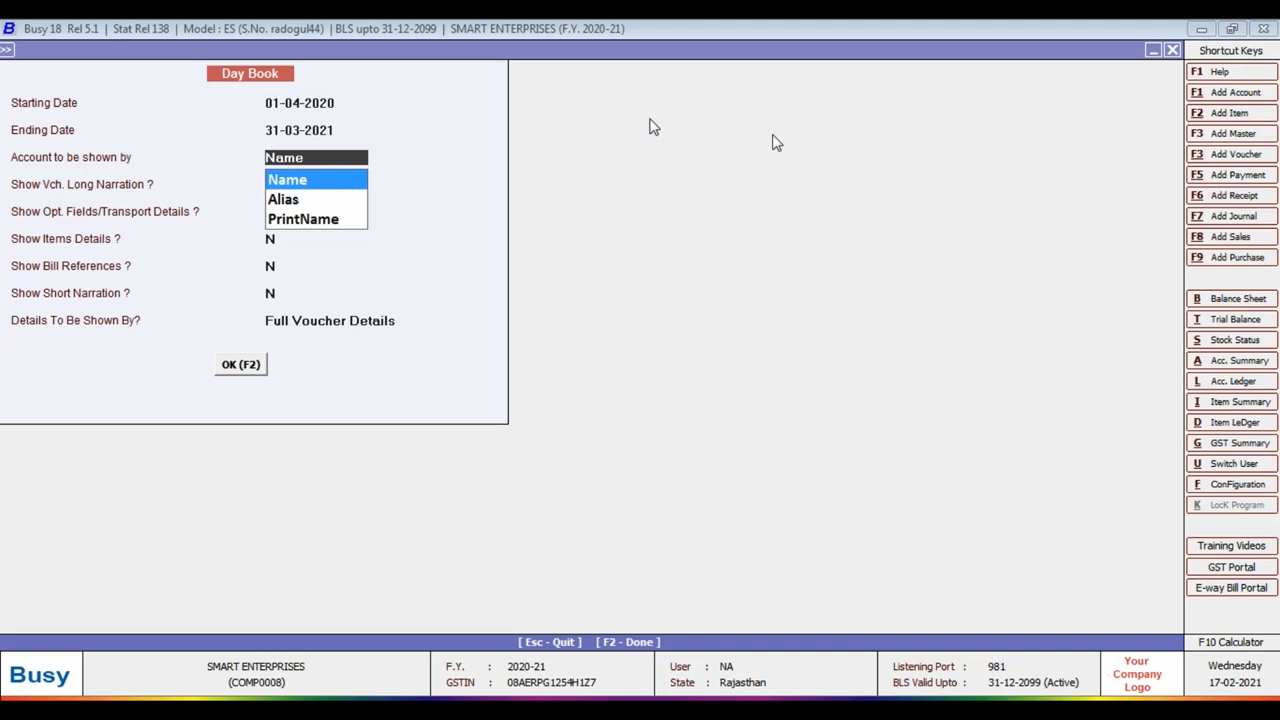 Busy 18 Rel 5.1 | Stat Rel 138 | Model : ES (S.No. radogul44) | BLS upto 31-12-2099 | SMART ENTERPRISES (F.Y. 2020-21)
>>
Day Book
Starting Date 01-04-2020
Ending Date 31-03-2021
Account to be shown by Name
Name
Show Vch. Long Narration ?
Alias
Show Opt. Fields/Transport Details ?
PrintName
Show Items Details ? N
Show Bill References ? N
Show Short Narration ? N
Details To Be Shown By? Full Voucher Details
OK (F2)
Shortcut Keys
F1 Help
F1 Add Account
F2 Add Item
F3 Add Master
F3 Add Voucher
F5 Add Payment
F6 Add Receipt
F7 Add Journal
F8 Add Sales
F9 Add Purchase
B Balance Sheet
T Trial Balance
S Stock Status
A Acc. Summary
L Acc. Ledger
I Item Summary
D Item LeDger
G GST Summary
U Switch User
F ConFiguration
K LocK Program
Training Videos
GST Portal
E-way Bill Portal
[ Esc - Quit ] [ F2 - Done ]
F10 Calculator
Busy
SMART ENTERPRISES
(COMP0008)
F.Y. : 2020-21
GSTIN : 08AERPG1254H1Z7
User : NA
State : Rajasthan
Listening Port : 981
BLS Valid Upto : 31-12-2099 (Active)
Your
Company
Logo
Wednesday
17-02-2021